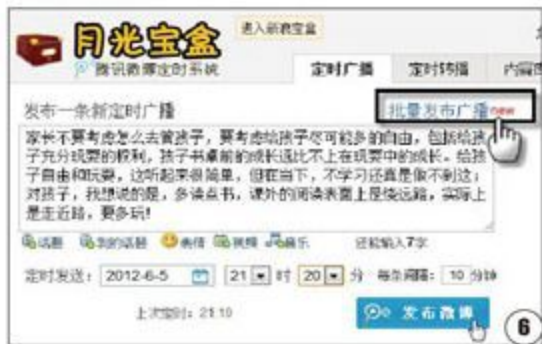 月光宝盒
进入新浪宝盒
腾讯微博定时系统
定时广播 定时转播
发布一条新定时广播 批量发布广播 new
家长不要考虑怎么去管孩子，要考虑给孩子尽可能多的自由，包括给孩
子充分玩耍的权利，孩子书桌前的成长远比不上在玩耍中的成长。给孩
子自由和玩耍，这听起来很简单，但在当下，不学习还真是做不到这；
对孩子，我想说的是，多读点书，课外的阅读表面上是绕远路，实际上
是走近路，要多玩!
话题 我的话题 表情 视频 音乐 还能输入7字
定时发送： 2012-6-5 21 时 20 分 每条间隔： 10 分钟
上次定时： 21:19 发布微博
6